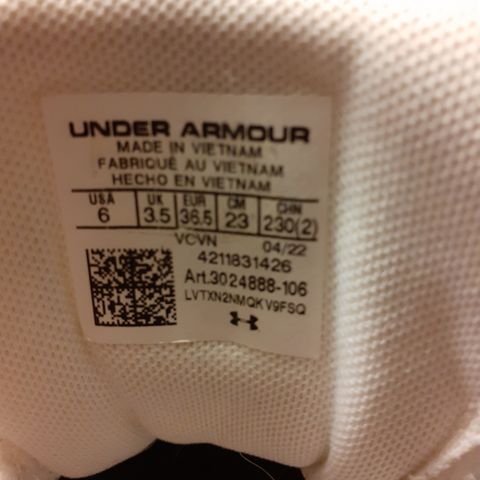 UNDER ARMOUR
MADE IN VIETNAM
FABRIQUÉ AU VIETNAM
HECHO EN VIETNAM
USA UK EUR CM CHN
6 3.5 36.5 23 230(2)
VCVN 04/22
4211831426
Art.3024888-106
LVTXN2NMQKV9FSQ